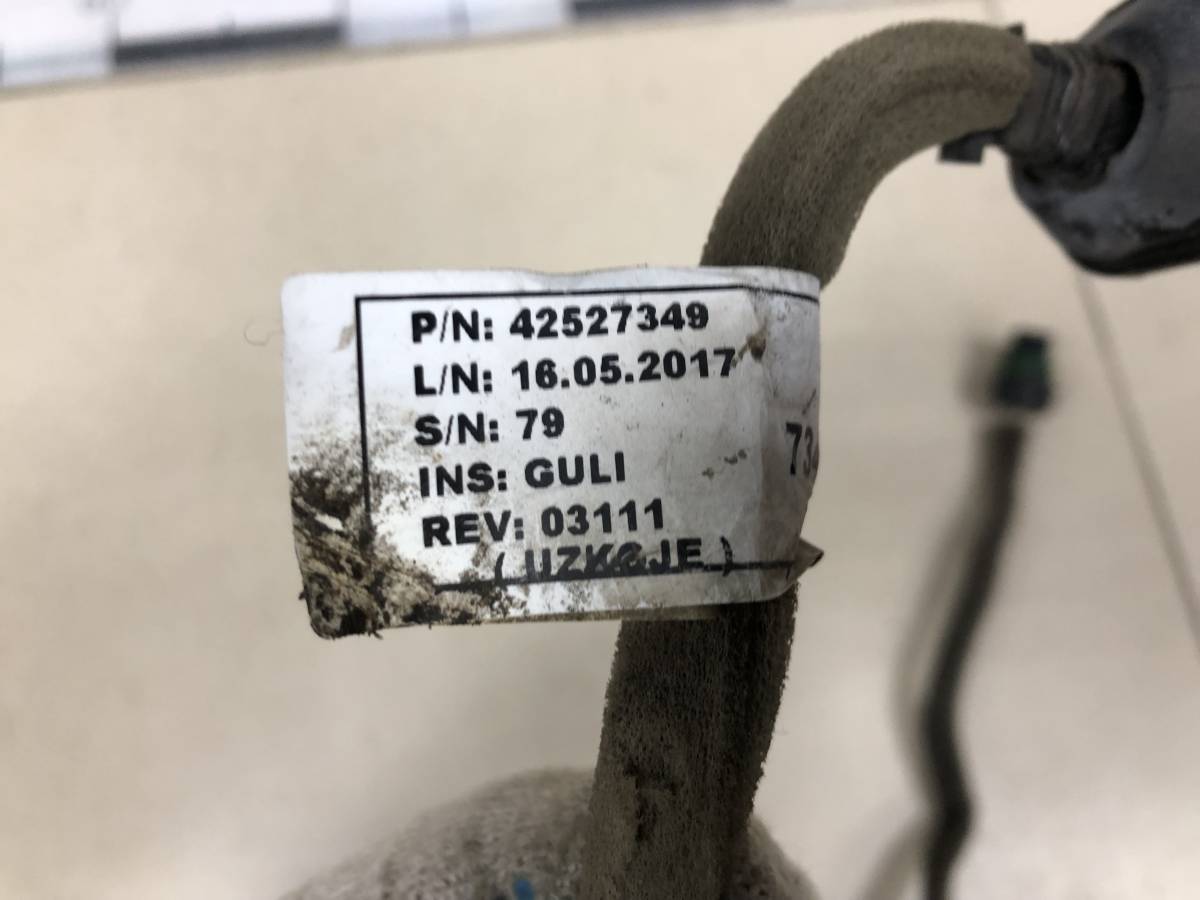 P/N: 42527349
L/N: 16.05.2017
S/N: 79
INS: GULI
REV: 03111